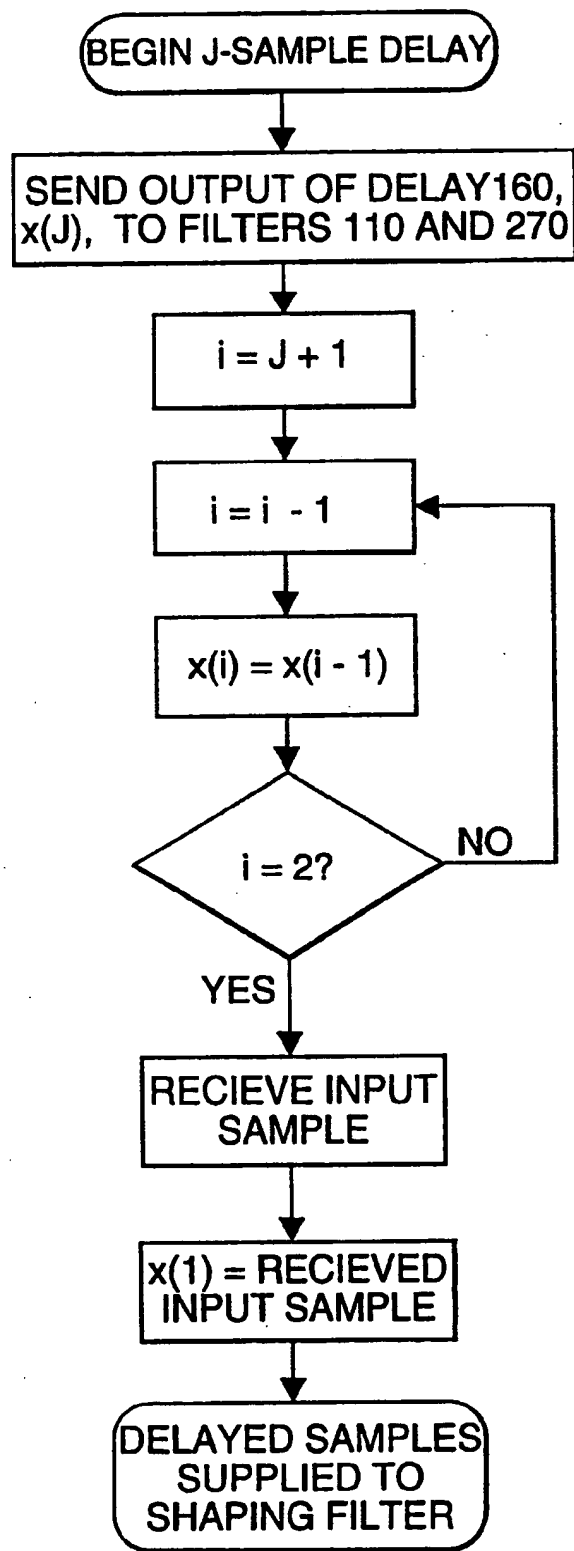 BEGIN J-SAMPLE DELAY
SEND OUTPUT OF DELAY160,
x(J), TO FILTERS 110 AND 270
i = J + 1
i = i - 1
x(i) = x(i - 1)
i = 2?
NO
YES
RECIEVE INPUT
SAMPLE
x(1) = RECIEVED
INPUT SAMPLE
DELAYED SAMPLES
SUPPLIED TO
SHAPING FILTER